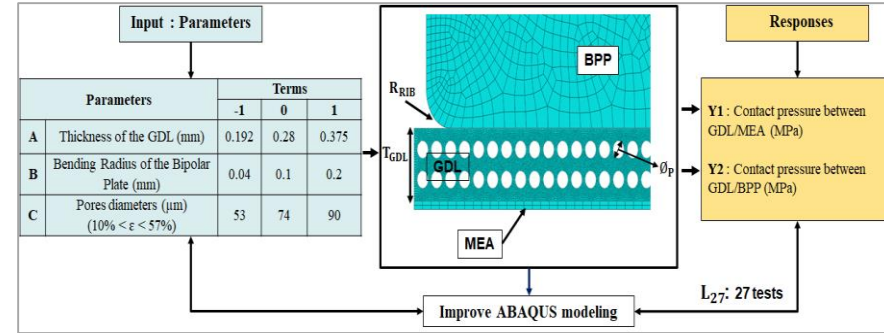 Input : Parameters
Responses
Parameters
Terms
-1 0 1
A Thickness of the GDL (mm) 0.192 0.28 0.375
B Bending Radius of the Bipolar
Plate (mm) 0.04 0.1 0.2
C Pores diameters (µm)
(10% < ε < 57%) 53 74 90
BPP
R_RIB
T_GDL
GDL
Ø_P
MEA
Y1 : Contact pressure between
GDL/MEA (MPa)
Y2 : Contact pressure between
GDL/BPP (MPa)
L₂₇: 27 tests
Improve ABAQUS modeling